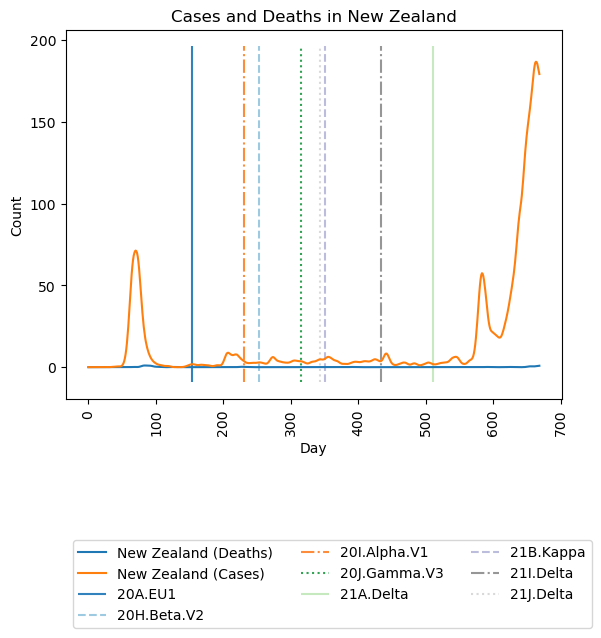 Cases and Deaths in New Zealand
200
150
100
50
0
Count
0 100 200 300 400 500 600 700
Day
New Zealand (Deaths)
New Zealand (Cases)
20A.EU1
20H.Beta.V2
20I.Alpha.V1
20J.Gamma.V3
21A.Delta
21B.Kappa
21I.Delta
21J.Delta